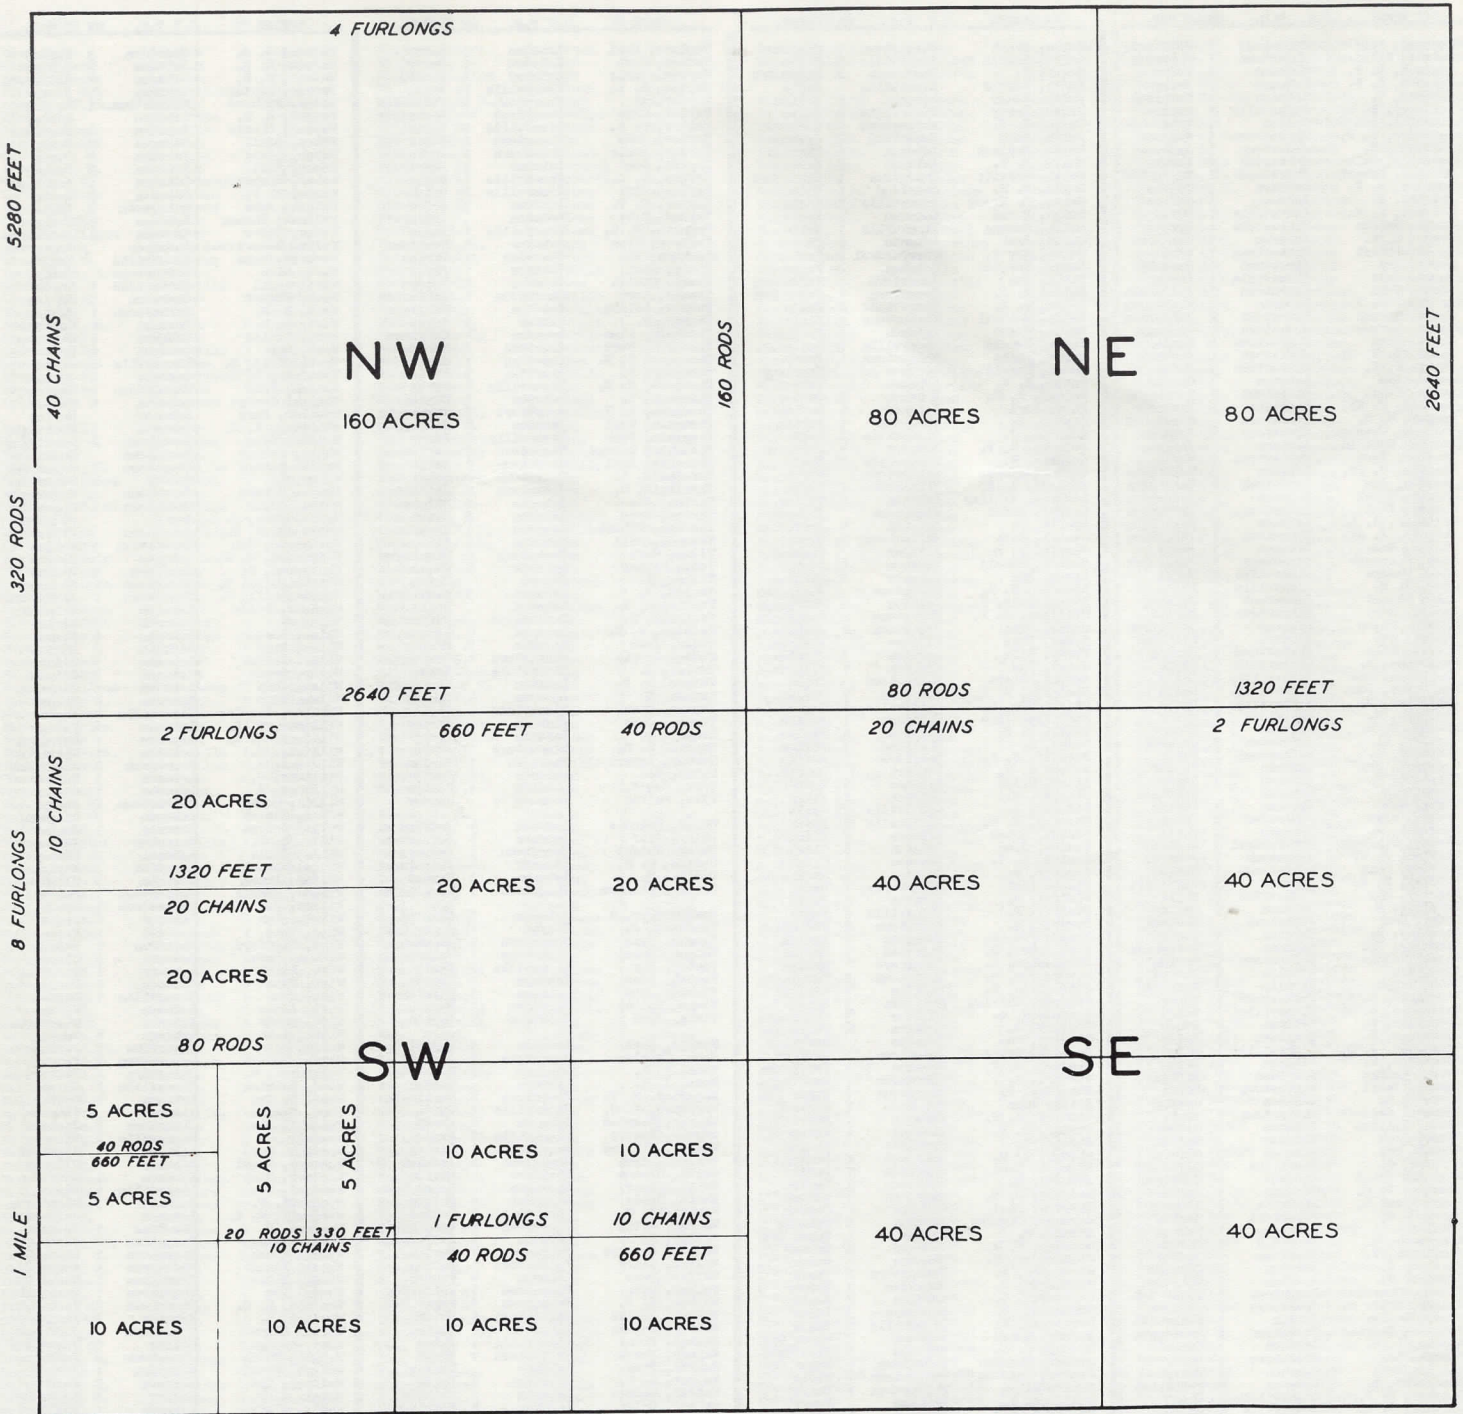 4 FURLONGS
5280 FEET
40 CHAINS
NW
160 ACRES
160 RODS
NE
80 ACRES
80 ACRES
2640 FEET
320 RODS
2640 FEET
80 RODS
1320 FEET
2 FURLONGS
660 FEET
40 RODS
20 CHAINS
2 FURLONGS
10 CHAINS
20 ACRES
1320 FEET
8 FURLONGS
20 CHAINS
20 ACRES
80 RODS
20 ACRES
20 ACRES
40 ACRES
40 ACRES
SW
SE
5 ACRES
40 RODS
660 FEET
5 ACRES
5 ACRES
5 ACRES
20 RODS
330 FEET
10 CHAINS
10 ACRES
10 ACRES
1 FURLONGS
10 CHAINS
40 RODS
660 FEET
40 ACRES
40 ACRES
1 MILE
10 ACRES
10 ACRES
10 ACRES
10 ACRES